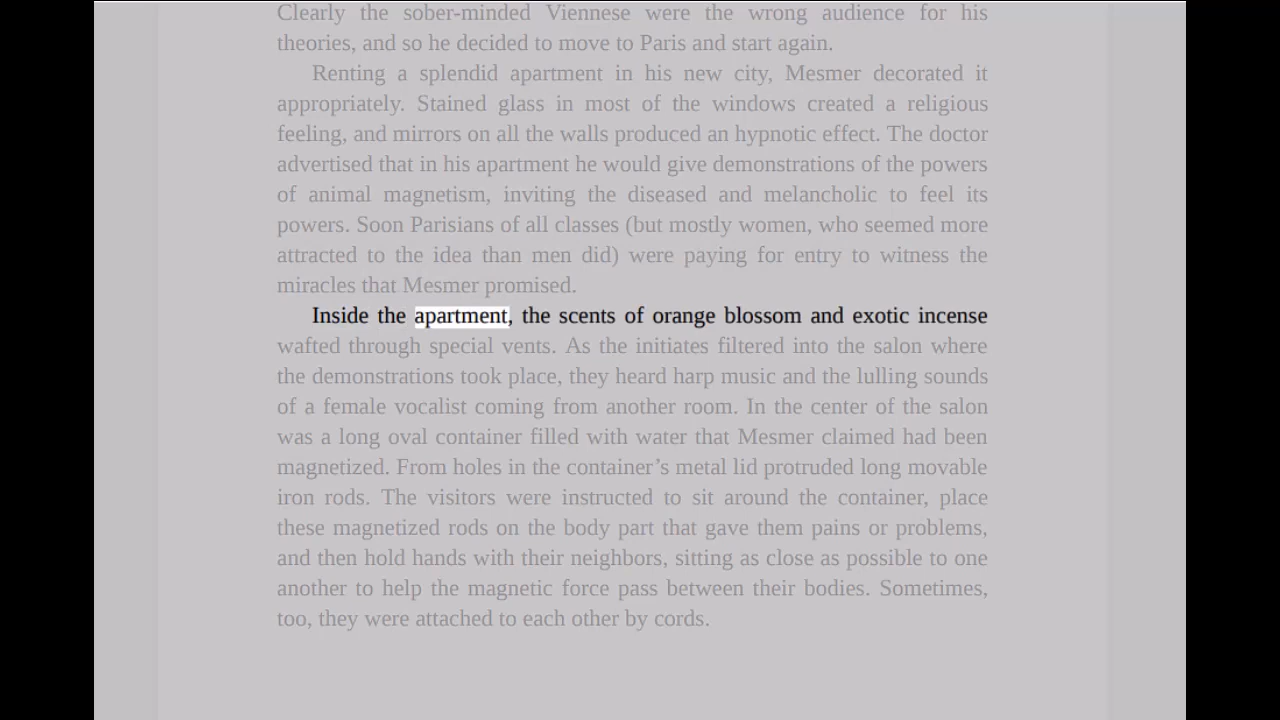 Clearly the sober-minded Viennese were the wrong audience for his
theories, and so he decided to move to Paris and start again.
Renting a splendid apartment in his new city, Mesmer decorated it
appropriately. Stained glass in most of the windows created a religious
feeling, and mirrors on all the walls produced an hypnotic effect. The doctor
advertised that in his apartment he would give demonstrations of the powers
of animal magnetism, inviting the diseased and melancholic to feel its
powers. Soon Parisians of all classes (but mostly women, who seemed more
attracted to the idea than men did) were paying for entry to witness the
miracles that Mesmer promised.
Inside the apartment, the scents of orange blossom and exotic incense
wafted through special vents. As the initiates filtered into the salon where
the demonstrations took place, they heard harp music and the lulling sounds
of a female vocalist coming from another room. In the center of the salon
was a long oval container filled with water that Mesmer claimed had been
magnetized. From holes in the container’s metal lid protruded long movable
iron rods. The visitors were instructed to sit around the container, place
these magnetized rods on the body part that gave them pains or problems,
and then hold hands with their neighbors, sitting as close as possible to one
another to help the magnetic force pass between their bodies. Sometimes,
too, they were attached to each other by cords.